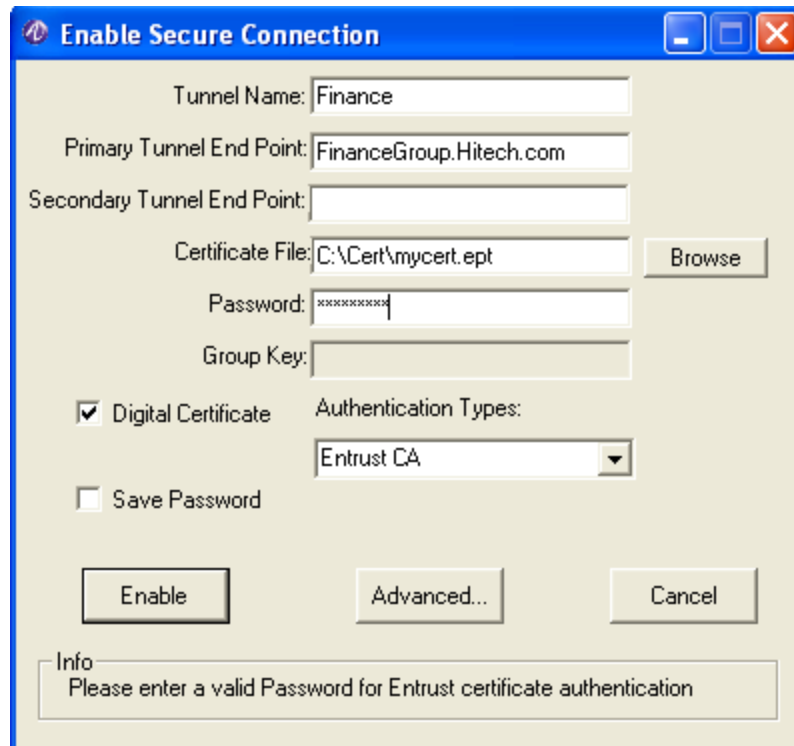 Enable Secure Connection
Tunnel Name: Finance
Primary Tunnel End Point: FinanceGroup.Hitech.com
Secondary Tunnel End Point:
Certificate File: C:\Cert\mycert.ept Browse
Password: *********
Group Key:
Digital Certificate Authentication Types:
Entrust CA
Save Password
Enable Advanced... Cancel
Info
Please enter a valid Password for Entrust certificate authentication